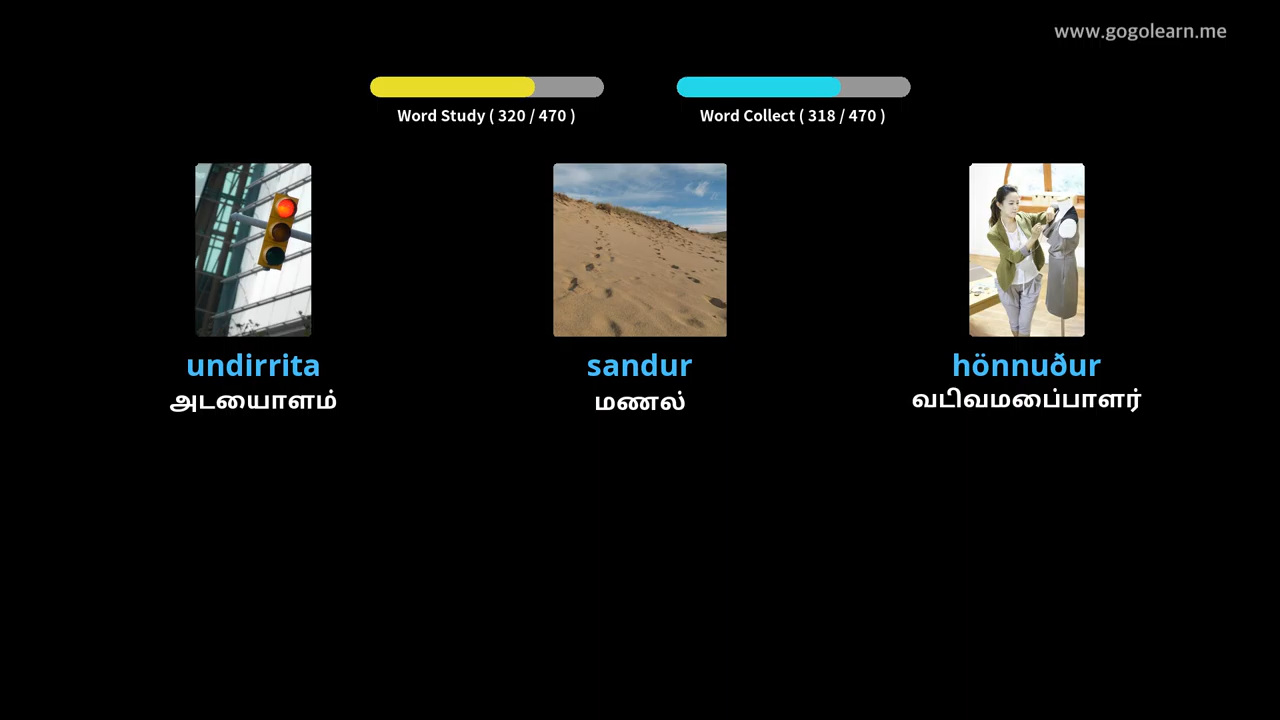 www.gogolearn.me
Word Study ( 320 / 470 )
Word Collect ( 318 / 470 )
undirrita
அடையாளம்
sandur
மணல்
hönnuður
வடிவமைப்பாளர்